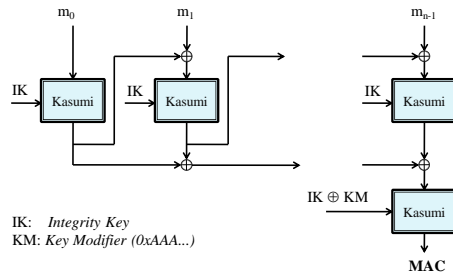 m0 m1 mn-1
IK Kasumi IK Kasumi IK Kasumi
IK ⊕ KM Kasumi
IK: Integrity Key
KM: Key Modifier (0xAAA...)
MAC